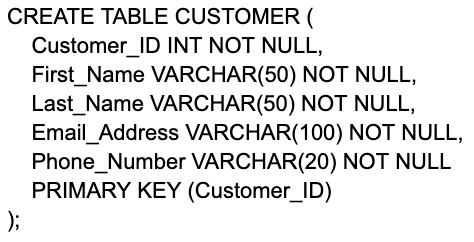 CREATE TABLE CUSTOMER (
Customer_ID INT NOT NULL,
First_Name VARCHAR(50) NOT NULL,
Last_Name VARCHAR(50) NOT NULL,
Email_Address VARCHAR(100) NOT NULL,
Phone_Number VARCHAR(20) NOT NULL
PRIMARY KEY (Customer_ID)
);